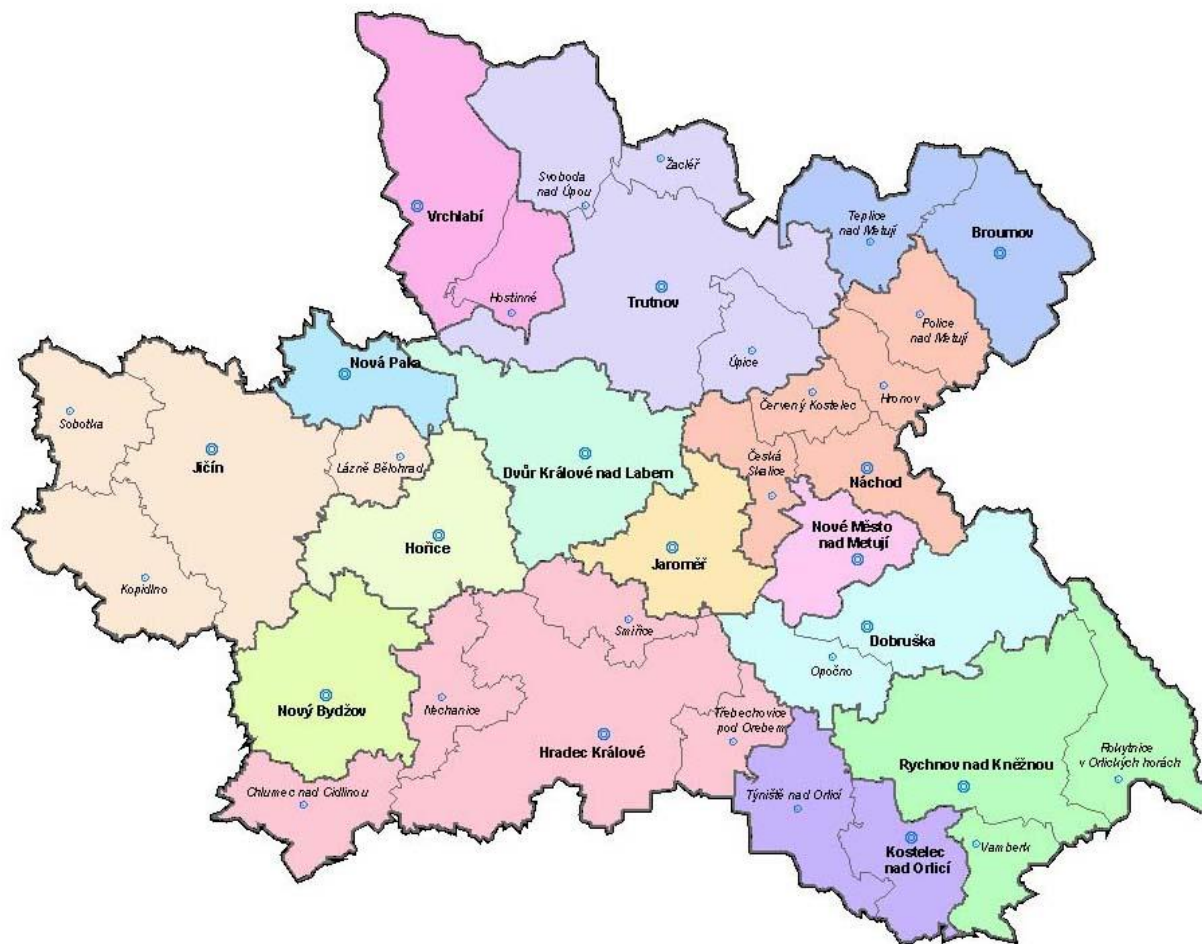 Žacléř
Svoboda
nad Úpou
Vrchlabí
Teplice
nad Metují
Broumov
Trutnov
Hostinné
Police
nad Metují
Úpice
Nová Paka
Červený Kostelec
Hronov
Sobotka
Jičín
Lázně Bělohrad
Dvůr Králové nad Labem
Česká
Skalice
Náchod
Nové Město
nad Metují
Hořice
Jaroměř
Kopidlno
Smiřice
Dobruška
Opočno
Nový Bydžov
Nechanice
Třebechovice
pod Orebem
Hradec Králové
Rokytnice
v Orlických horách
Rychnov nad Kněžnou
Chlumec nad Cidlinou
Týniště nad Orlicí
Kostelec
nad Orlicí
Vamberk